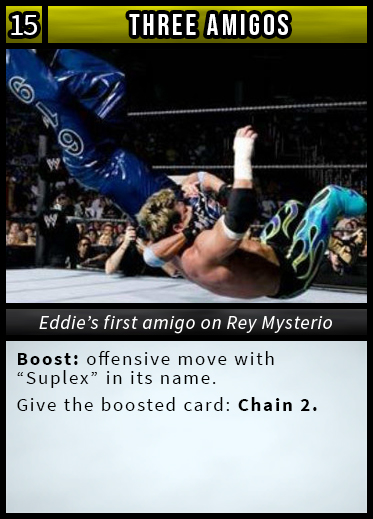 15 THREE AMIGOS
619
W
W
Eddie's first amigo on Rey Mysterio
Boost: offensive move with
“Suplex” in its name.
Give the boosted card: Chain 2.